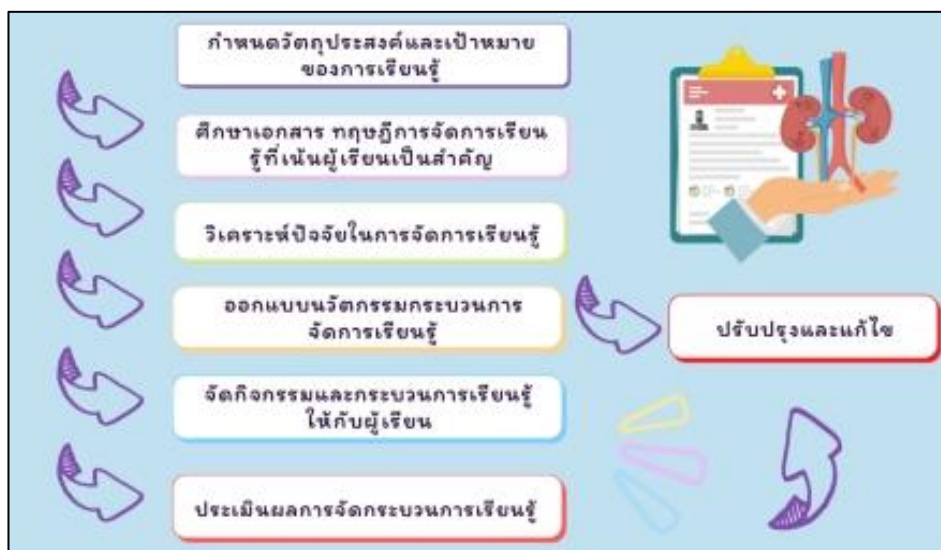 กำหนดวัตถุประสงค์และเป้าหมาย
ของการเรียนรู้
ศึกษาเอกสาร ทฤษฎีการจัดการเรียน
รู้ที่เน้นผู้เรียนเป็นสำคัญ
วิเคราะห์ปัจจัยในการจัดการเรียนรู้
ออกแบบนวัตกรรมกระบวนการ
จัดการเรียนรู้
จัดกิจกรรมและกระบวนการเรียนรู้
ให้กับผู้เรียน
ประเมินผลการจัดกระบวนการเรียนรู้
ปรับปรุงและแก้ไข